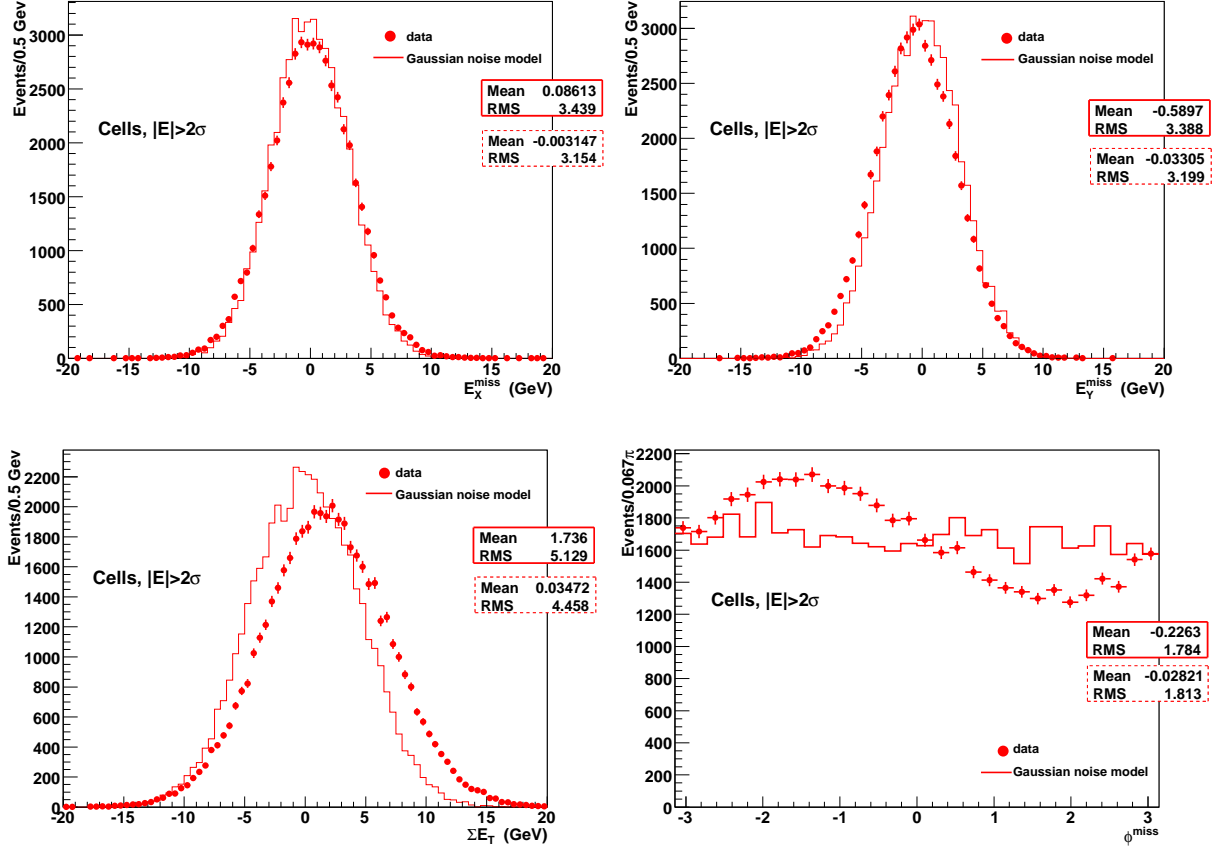 Events/0.5 Gev
3000
2500
2000
1500
1000
500
0
data
Gaussian noise model
Mean 0.08613
RMS 3.439
Cells, |E|>2σ
Mean -0.003147
RMS 3.154
-20 -15 -10 -5 0 5 10 15 20
E_X^miss (GeV)
Events/0.5 Gev
3000
2500
2000
1500
1000
500
0
data
Gaussian noise model
Mean -0.5897
RMS 3.388
Cells, |E|>2σ
Mean -0.03305
RMS 3.199
-20 -15 -10 -5 0 5 10 15 20
E_Y^miss (GeV)
Events/0.5 Gev
2200
2000
1800
1600
1400
1200
1000
800
600
400
200
0
data
Gaussian noise model
Mean 1.736
RMS 5.129
Cells, |E|>2σ
Mean 0.03472
RMS 4.458
-20 -15 -10 -5 0 5 10 15 20
ΣE_T (GeV)
Events/0.067π
2200
2000
1800
1600
1400
1200
1000
800
600
400
200
0
Cells, |E|>2σ
Mean -0.2263
RMS 1.784
Mean -0.02821
RMS 1.813
data
Gaussian noise model
-3 -2 -1 0 1 2 3
ϕ^miss